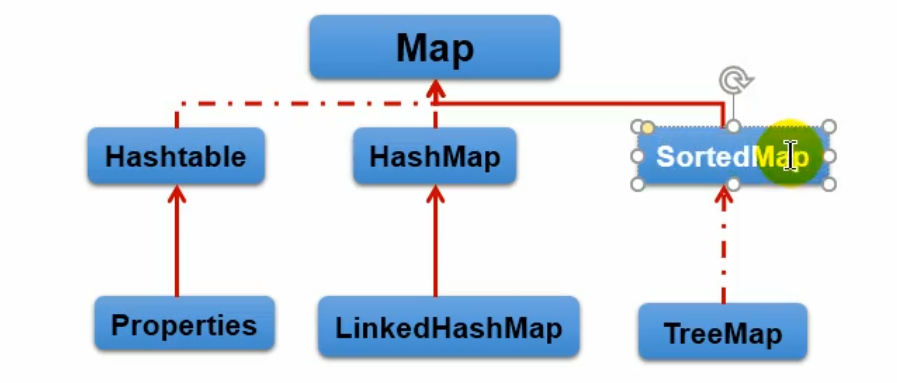 Map
Hashtable
HashMap
SortedMap
Properties
LinkedHashMap
TreeMap